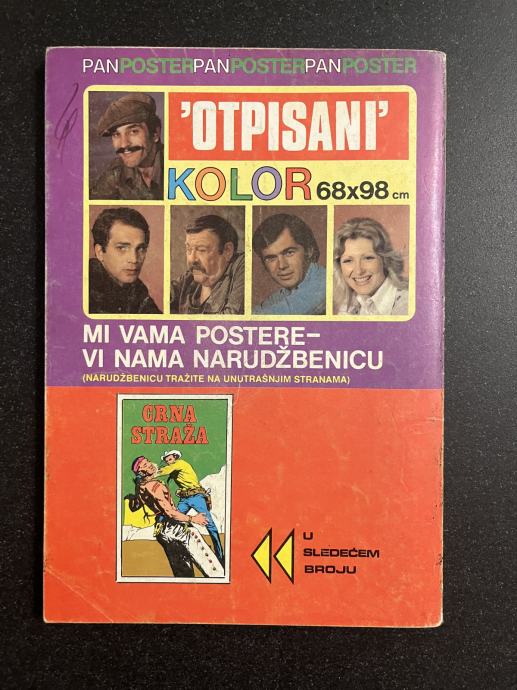 PANPOSTERPANPOSTERPANPOSTER
'OTPISANI'
KOLOR 68x98 cm
MI VAMA POSTERE–
VI NAMA NARUDŽBENICU
(NARUDŽBENICU TRAŽITE NA UNUTRAŠNJIM STRANAMA)
CRNA
STRAŽA
U
SLEDEĆEM
BROJU